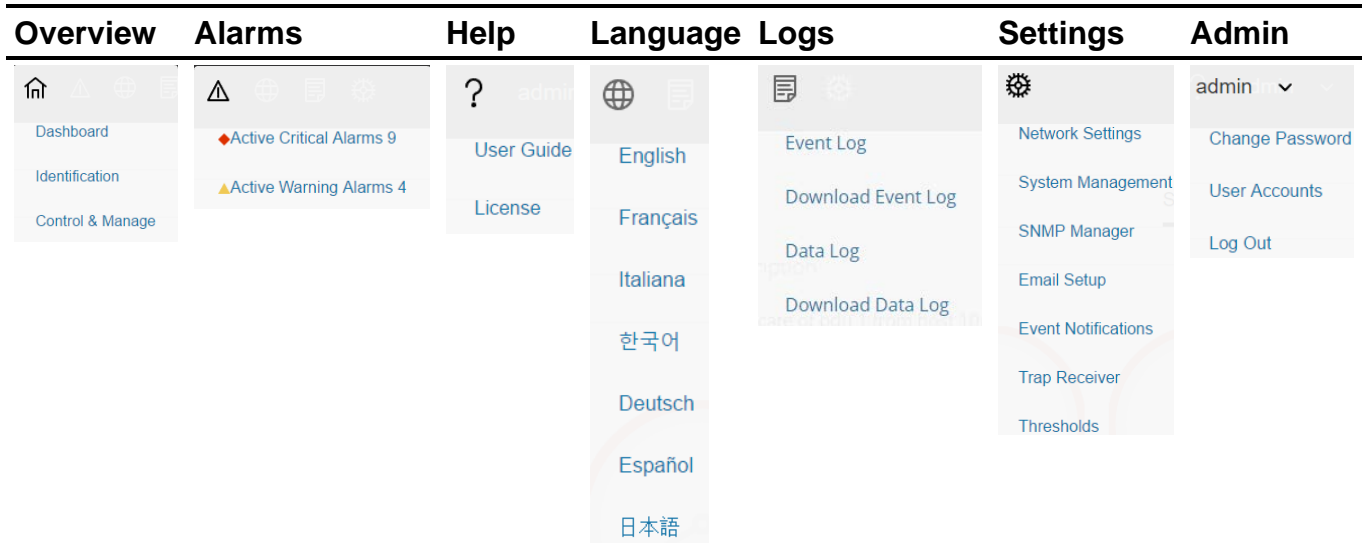 Overview Alarms Help Language Logs Settings Admin
? admin admin
Dashboard
Identification
Control & Manage
Active Critical Alarms 9
Active Warning Alarms 4
User Guide
License
English
Français
Italiana
한국어
Deutsch
Español
日本語
Event Log
Download Event Log
Data Log
Download Data Log
Network Settings
System Management
SNMP Manager
Email Setup
Event Notifications
Trap Receiver
Thresholds
Change Password
User Accounts
Log Out